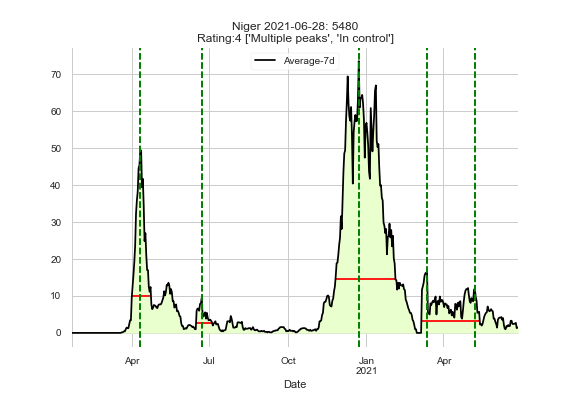 Niger 2021-06-28: 5480
Rating:4 ['Multiple peaks', 'In control']
Average-7d
70
60
50
40
30
20
10
0
Apr
Jul
Oct
Jan
2021
Apr
Date